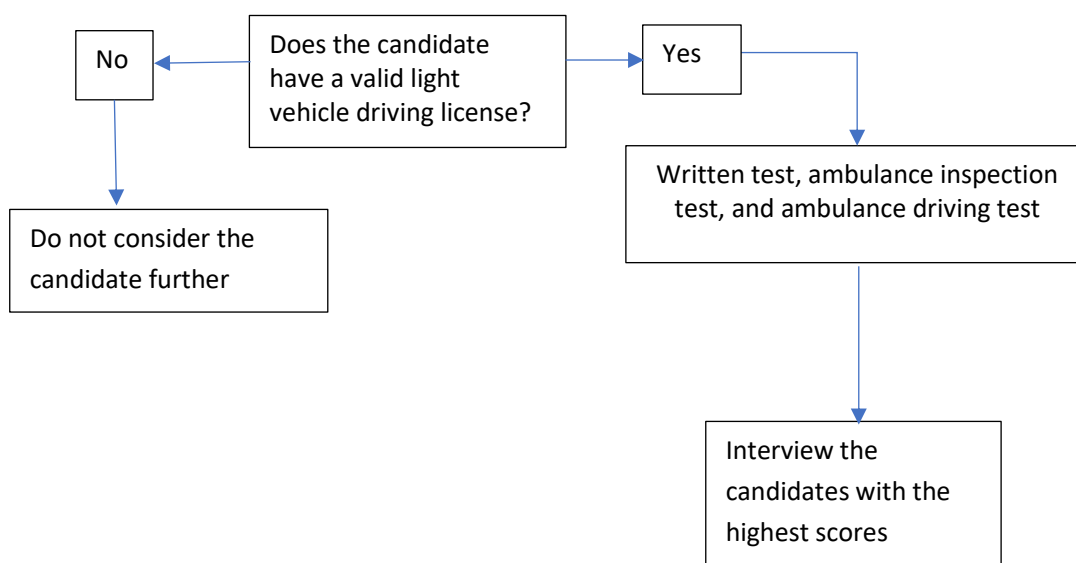 No
Does the candidate
have a valid light
vehicle driving license?
Yes
Written test, ambulance inspection
test, and ambulance driving test
Do not consider the
candidate further
Interview the
candidates with the
highest scores